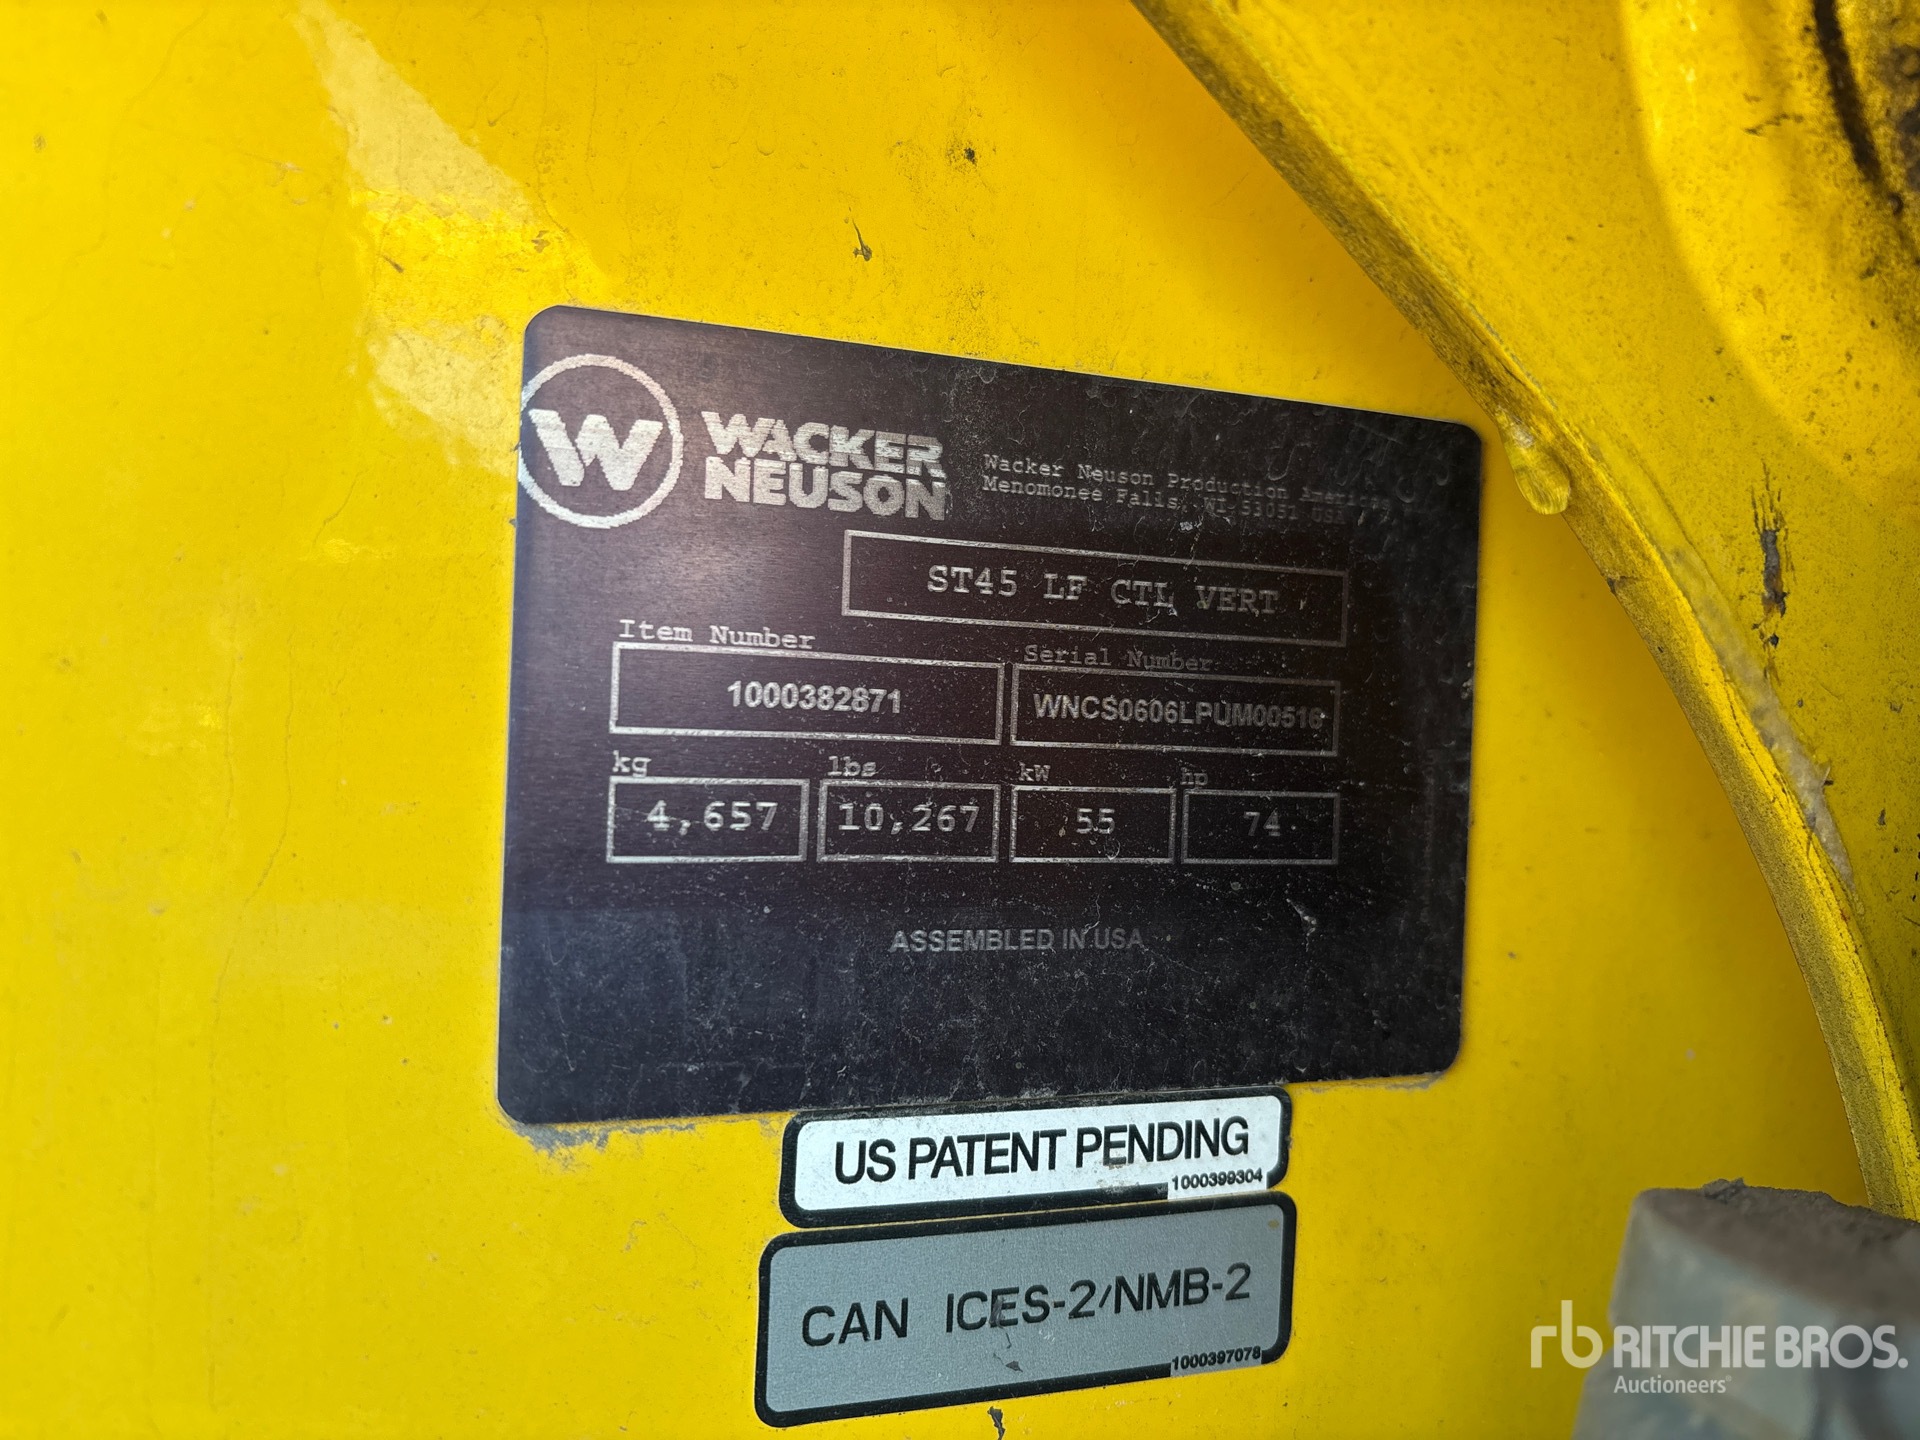 W
WACKER
NEUSON
Wacker Neuson Production Americas
Menomonee Falls, WI 53051 USA
ST45 LF CTL VERT
Item Number
Serial Number
1000382871
WNCS0606LPUM00516
kg
lbs
kW
hp
4,657
10,267
55
74
ASSEMBLED IN USA
US PATENT PENDING
1000399304
CAN ICES-2/NMB-2
1000397078
rb RITCHIE BROS.
Auctioneers